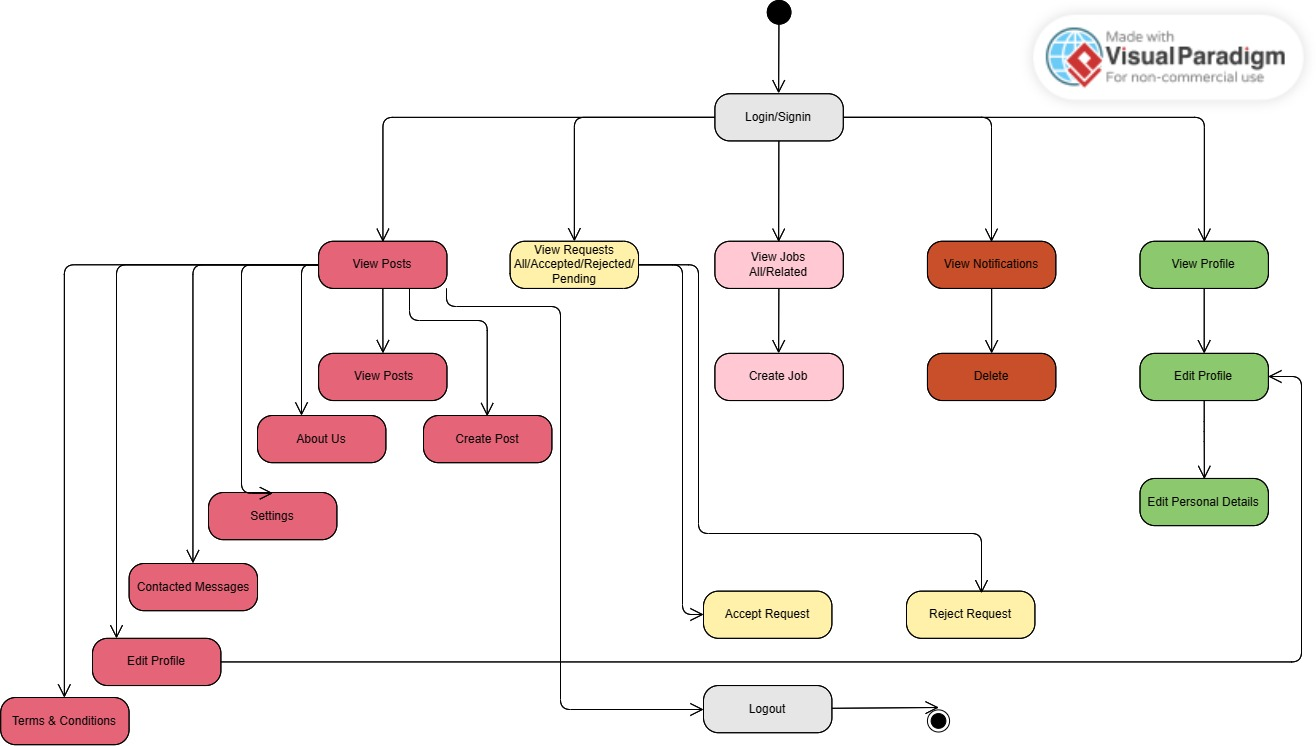 Made with
Visual Paradigm
For non-commercial use
Login/Signin
View Posts
View Requests
All/Accepted/Rejected/
Pending
View Jobs
All/Related
View Notifications
View Profile
View Posts
Create Job
Delete
Edit Profile
About Us
Create Post
Settings
Edit Personal Details
Contacted Messages
Accept Request
Reject Request
Edit Profile
Logout
Terms & Conditions